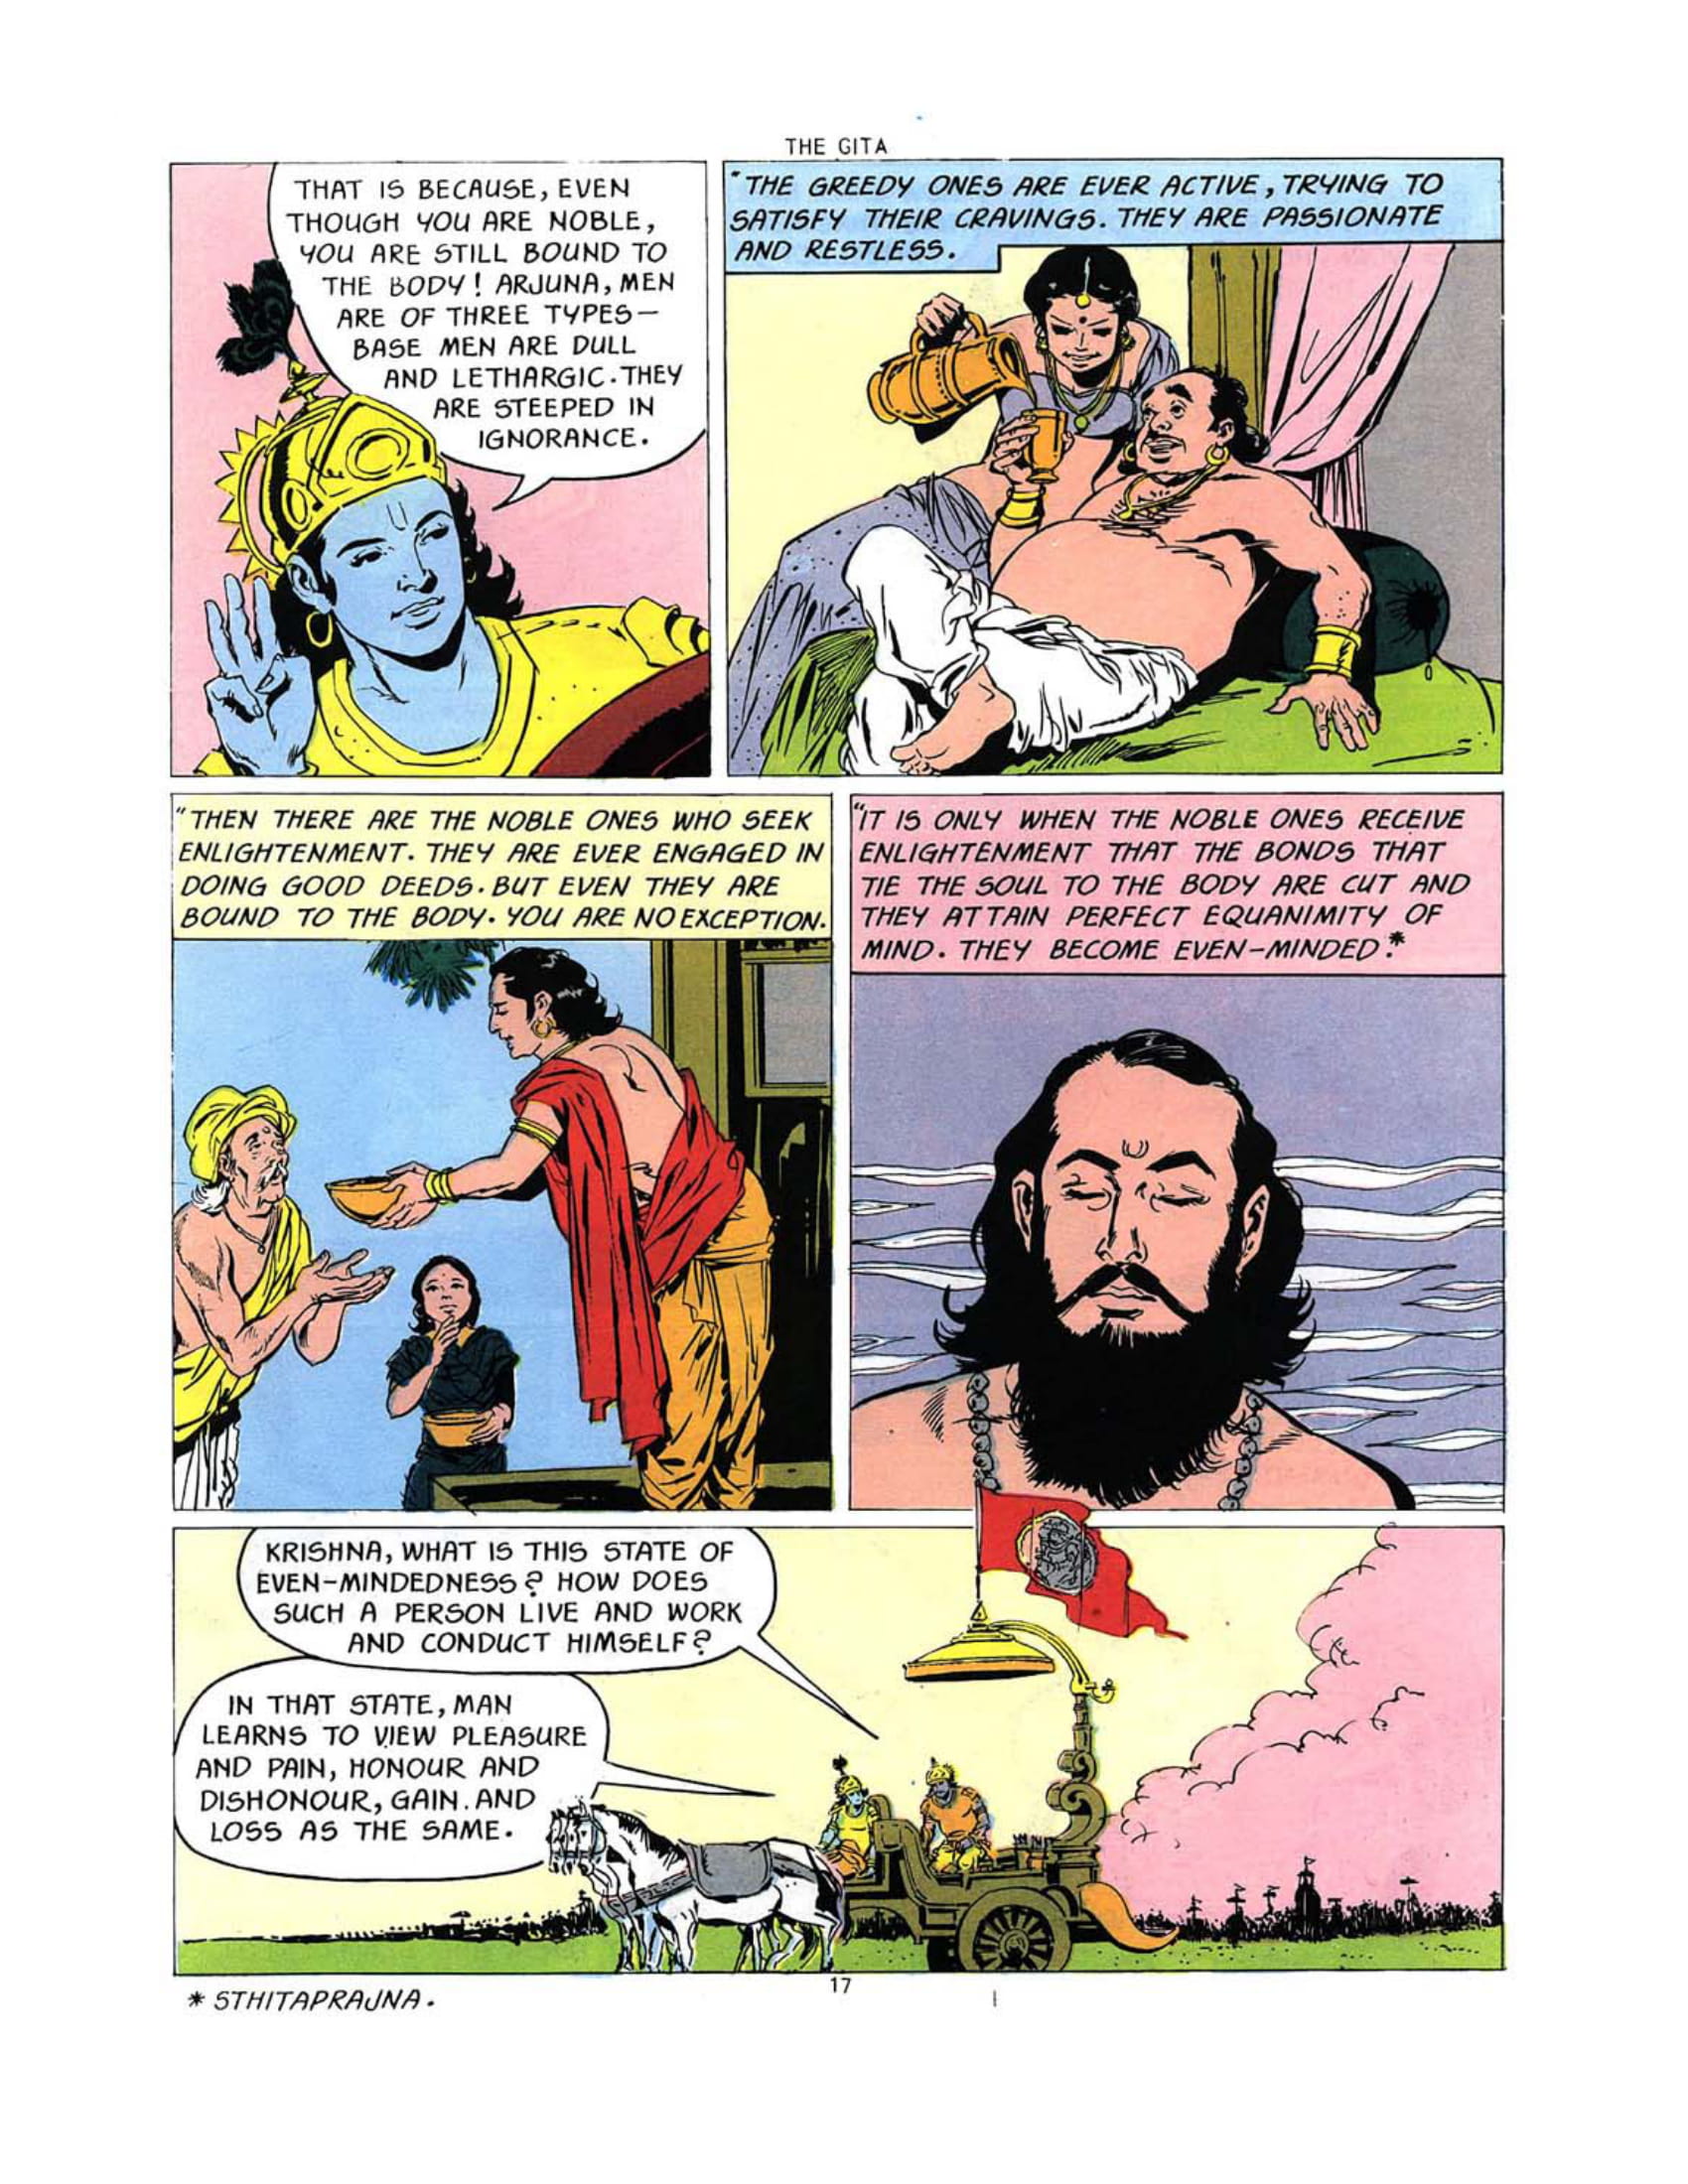 THE GITA
THAT IS BECAUSE, EVEN
THOUGH YOU ARE NOBLE,
YOU ARE STILL BOUND TO
THE BODY! ARJUNA, MEN
ARE OF THREE TYPES—
BASE MEN ARE DULL
AND LETHARGIC. THEY
ARE STEEPED IN
IGNORANCE.
"THE GREEDY ONES ARE EVER ACTIVE, TRYING TO
SATISFY THEIR CRAVINGS. THEY ARE PASSIONATE
AND RESTLESS.
"THEN THERE ARE THE NOBLE ONES WHO SEEK
ENLIGHTENMENT. THEY ARE EVER ENGAGED IN
DOING GOOD DEEDS. BUT EVEN THEY ARE
BOUND TO THE BODY. YOU ARE NO EXCEPTION.
"IT IS ONLY WHEN THE NOBLE ONES RECEIVE
ENLIGHTENMENT THAT THE BONDS THAT
TIE THE SOUL TO THE BODY ARE CUT AND
THEY ATTAIN PERFECT EQUANIMITY OF
MIND. THEY BECOME EVEN-MINDED.*
KRISHNA, WHAT IS THIS STATE OF
EVEN-MINDEDNESS? HOW DOES
SUCH A PERSON LIVE AND WORK
AND CONDUCT HIMSELF?
IN THAT STATE, MAN
LEARNS TO VIEW PLEASURE
AND PAIN, HONOUR AND
DISHONOUR, GAIN. AND
LOSS AS THE SAME.
17
* STHITAPRAJNA.